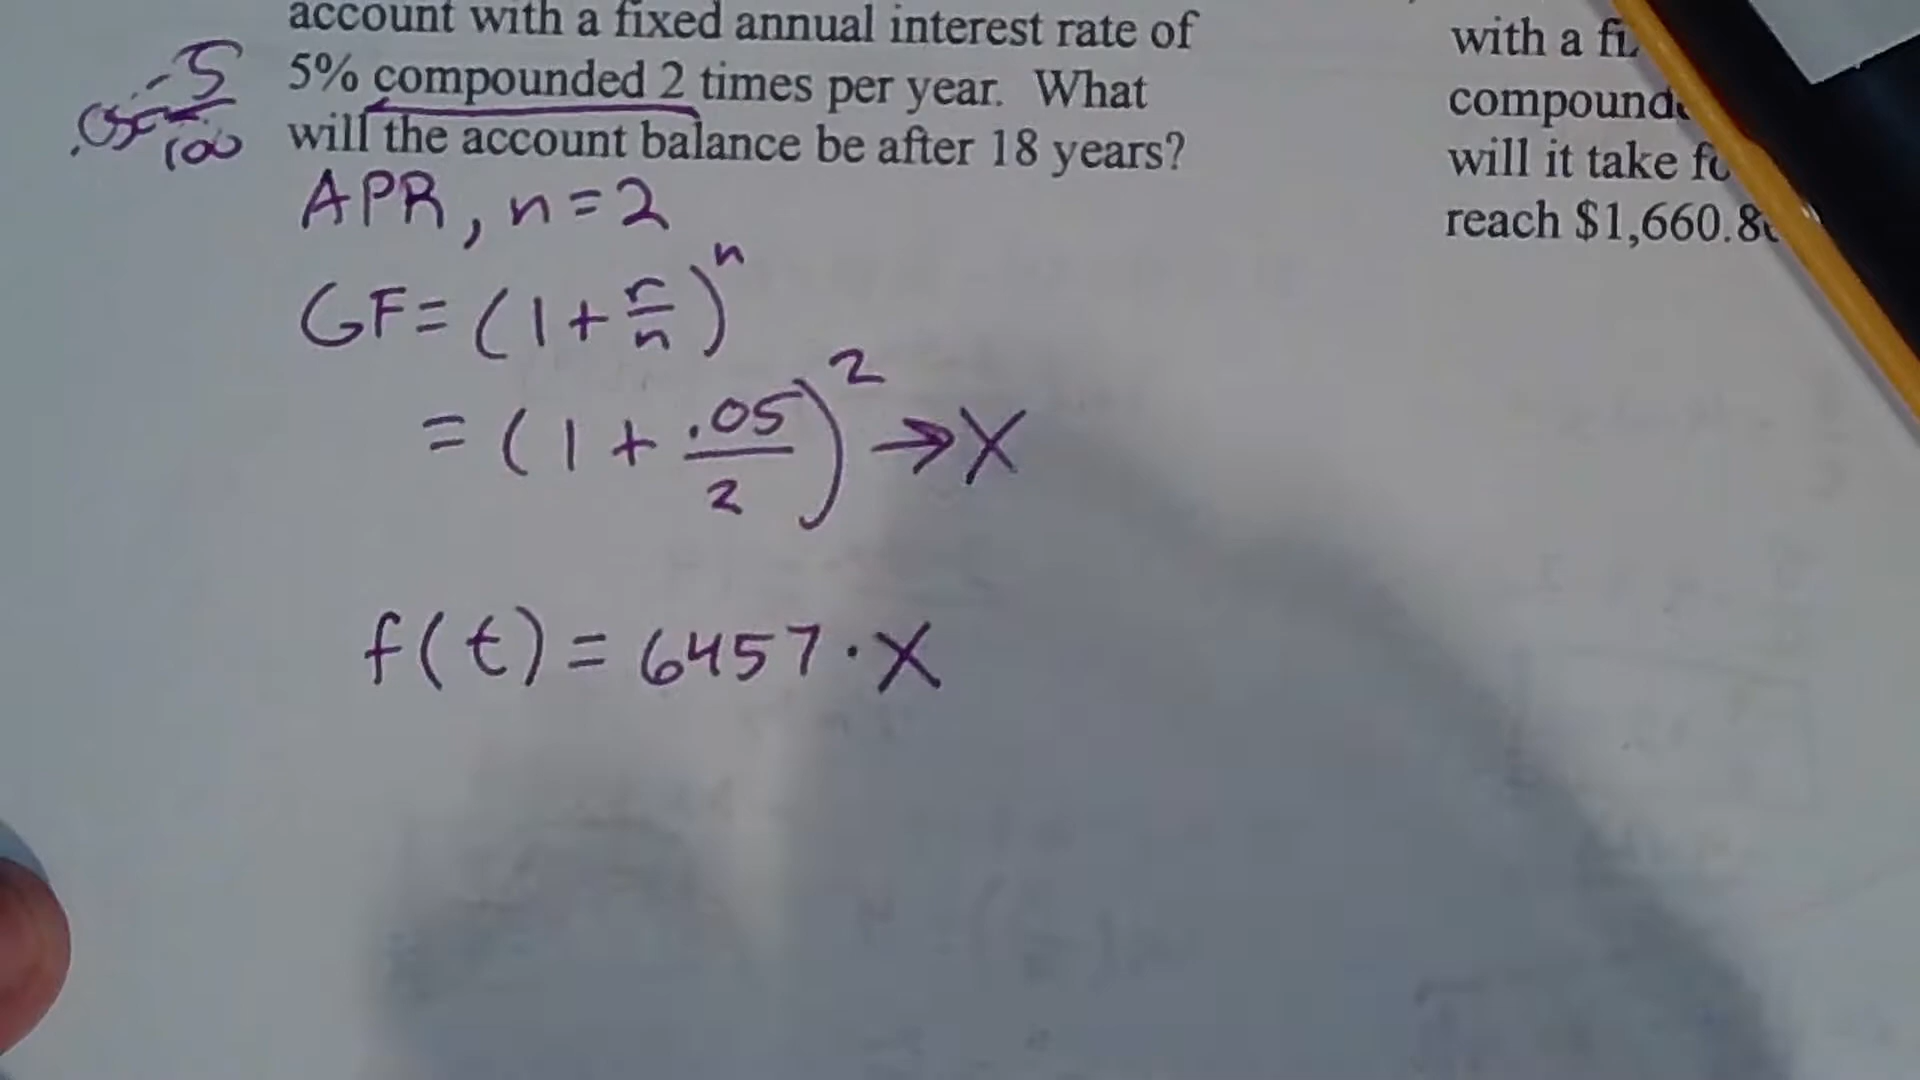 account with a fixed annual interest rate of
5% compounded 2 times per year. What
will the account balance be after 18 years?
.05 = 5/100
APR, n=2
GF= (1+r/n)^n
= (1 + .05/2)^2 →X
f(t) = 6457 · X
with a
will it take
reach $1,660.8